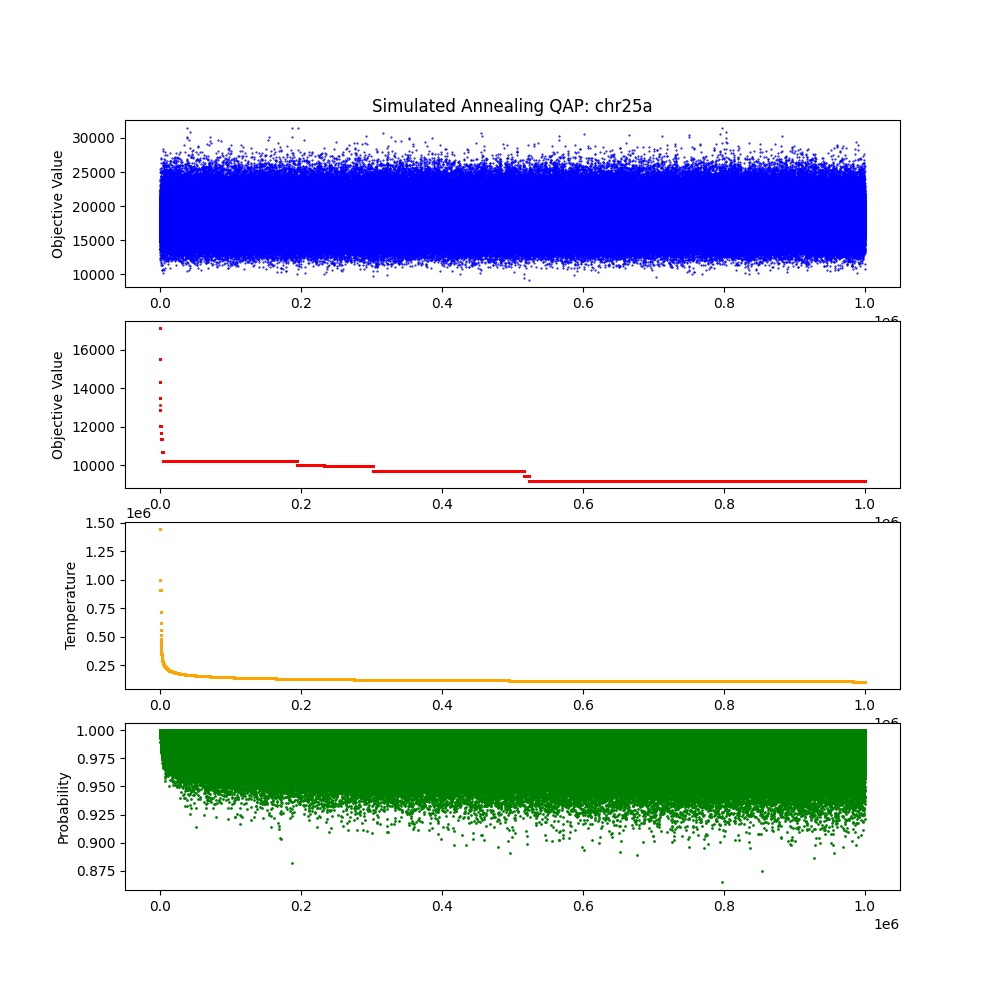 Simulated Annealing QAP: chr25a
30000
25000
20000
15000
10000
Objective Value
0.0 0.2 0.4 0.6 0.8 1.0
1e6
16000
14000
12000
10000
Objective Value
0.0 0.2 0.4 0.6 0.8 1.0
1e6
1e6
1.50
1.25
1.00
0.75
0.50
0.25
Temperature
0.0 0.2 0.4 0.6 0.8 1.0
1e6
1.000
0.975
0.950
0.925
0.900
0.875
Probability
0.0 0.2 0.4 0.6 0.8 1.0
1e6